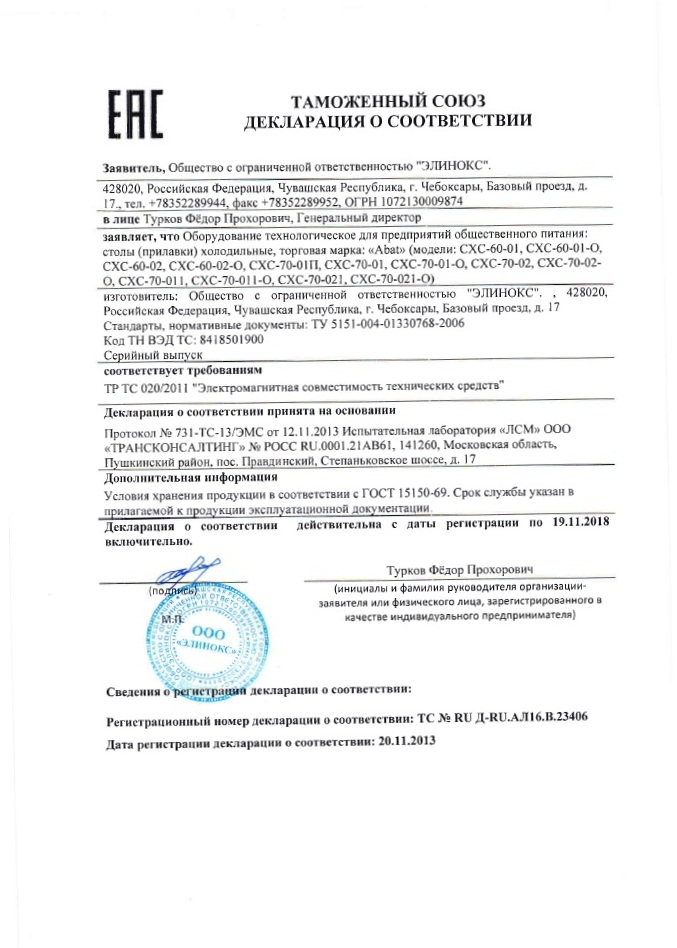 EAC
ТАМОЖЕННЫЙ СОЮЗ
ДЕКЛАРАЦИЯ О СООТВЕТСТВИИ
Заявитель, Общество с ограниченной ответственностью "ЭЛИНОКС".
428020, Российская Федерация, Чувашская Республика, г. Чебоксары, Базовый проезд, д.
17., тел. +78352289944, факс +78352289952, ОГРН 1072130009874
в лице Турков Фёдор Прохорович, Генеральный директор
заявляет, что Оборудование технологическое для предприятий общественного питания:
столы (прилавки) холодильные, торговая марка: «Abat» (модели: СХС-60-01, СХС-60-01-О,
СХС-60-02, СХС-60-02-О, СХС-70-01П, СХС-70-01, СХС-70-01-О, СХС-70-02, СХС-70-02-
О, СХС-70-011, СХС-70-011-О, СХС-70-021, СХС-70-021-О)
изготовитель: Общество с ограниченной ответственностью "ЭЛИНОКС". , 428020,
Российская Федерация, Чувашская Республика, г. Чебоксары, Базовый проезд, д. 17
Стандарты, нормативные документы: ТУ 5151-004-01330768-2006
Код ТН ВЭД ТС: 8418501900
Серийный выпуск
соответствует требованиям
ТР ТС 020/2011 "Электромагнитная совместимость технических средств"
Декларация о соответствии принята на основании
Протокол № 731-ТС-13/ЭМС от 12.11.2013 Испытательная лаборатория «ЛСМ» ООО
«ТРАНСКОНСАЛТИНГ» № РОСС RU.0001.21АВ61, 141260, Московская область,
Пушкинский район, пос. Правдинский, Степаньковское шоссе, д. 17
Дополнительная информация
Условия хранения продукции в соответствии с ГОСТ 15150-69. Срок службы указан в
прилагаемой к продукции эксплуатационной документации.
Декларация о соответствии действительна с даты регистрации по 19.11.2018
включительно.
Турков Фёдор Прохорович
(подпись)
(инициалы и фамилия руководителя организации-
заявителя или физического лица, зарегистрированного в
качестве индивидуального предпринимателя)
М.П.
ООО
«ЭЛИНОКС»
Сведения о регистрации декларации о соответствии:
Регистрационный номер декларации о соответствии: ТС № RU Д-RU.АЛ16.В.23406
Дата регистрации декларации о соответствии: 20.11.2013